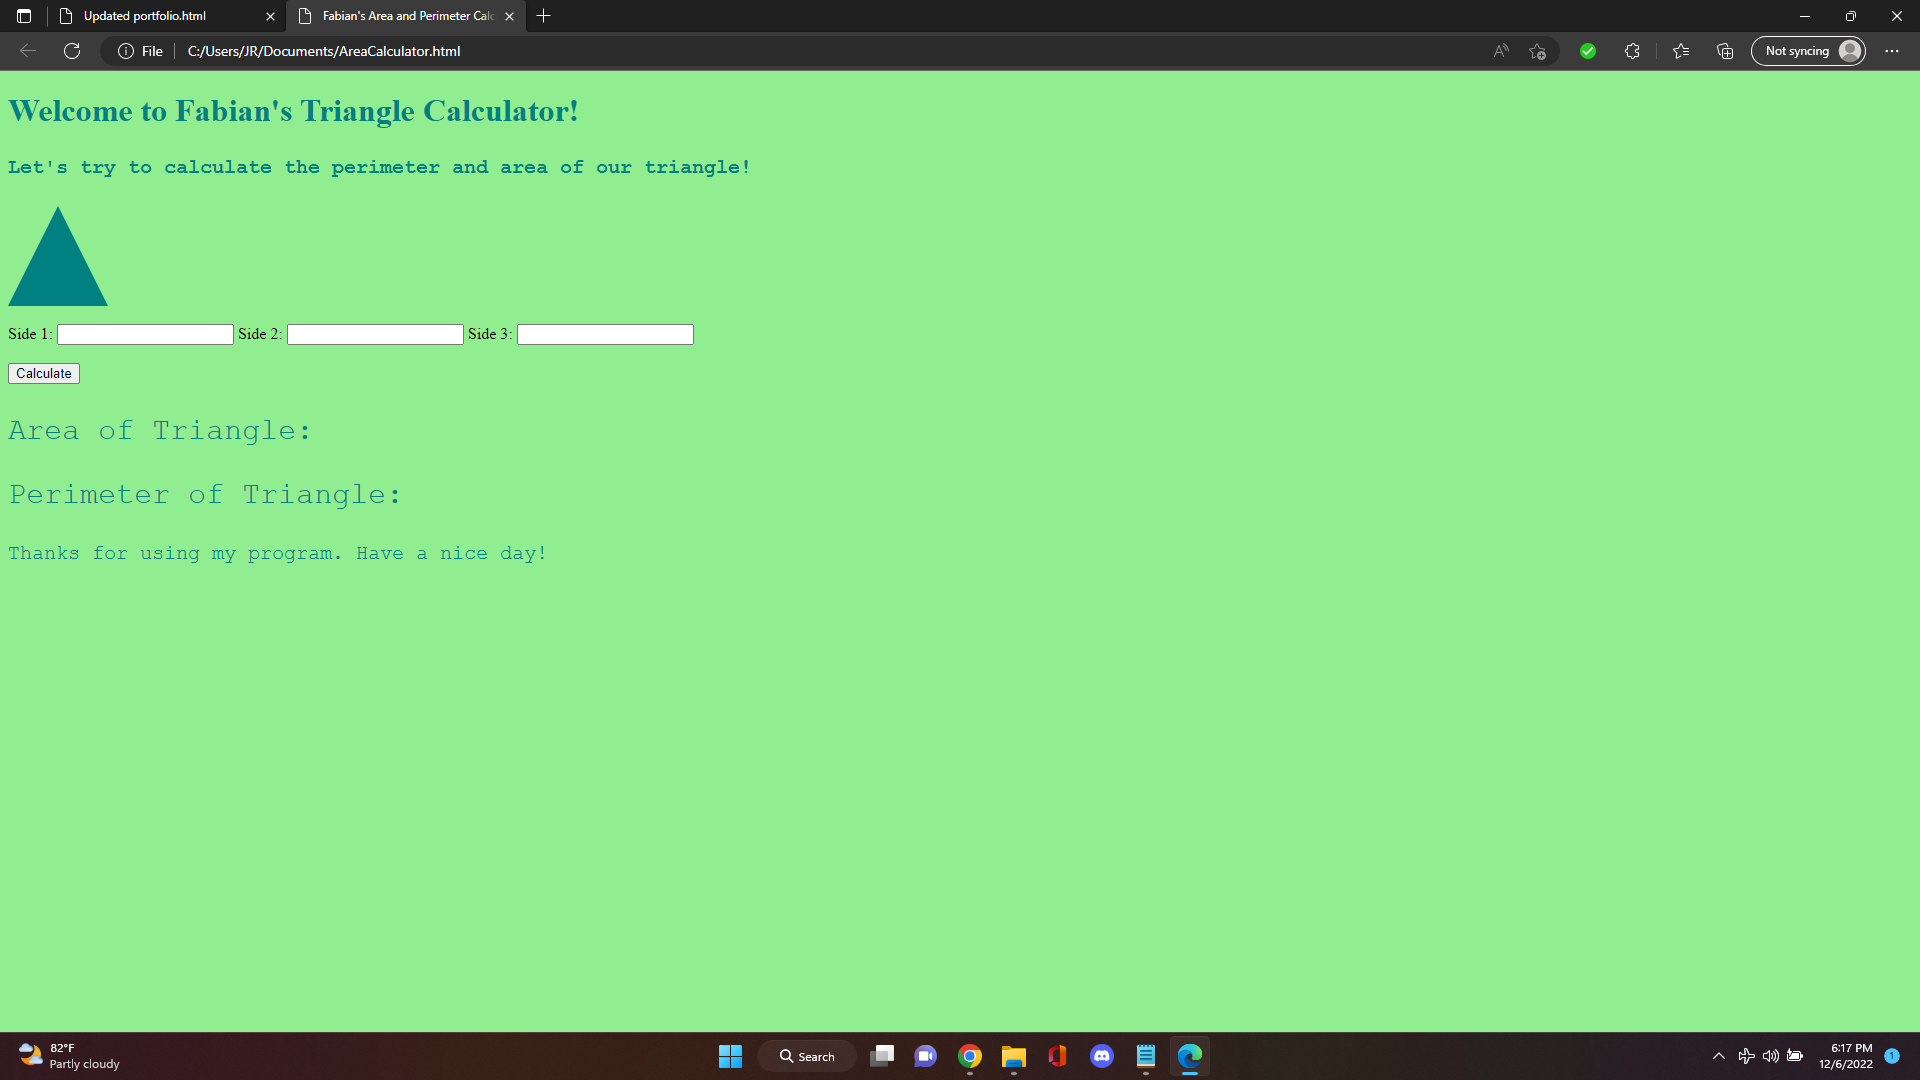 Updated portfolio.html
Fabian's Area and Perimeter Calc
File
C:/Users/JR/Documents/AreaCalculator.html
Not syncing
Welcome to Fabian's Triangle Calculator!
Let's try to calculate the perimeter and area of our triangle!
Side 1: Side 2: Side 3:
Calculate
Area of Triangle:
Perimeter of Triangle:
Thanks for using my program. Have a nice day!
82°F
Partly cloudy
Search
6:17 PM
12/6/2022
1